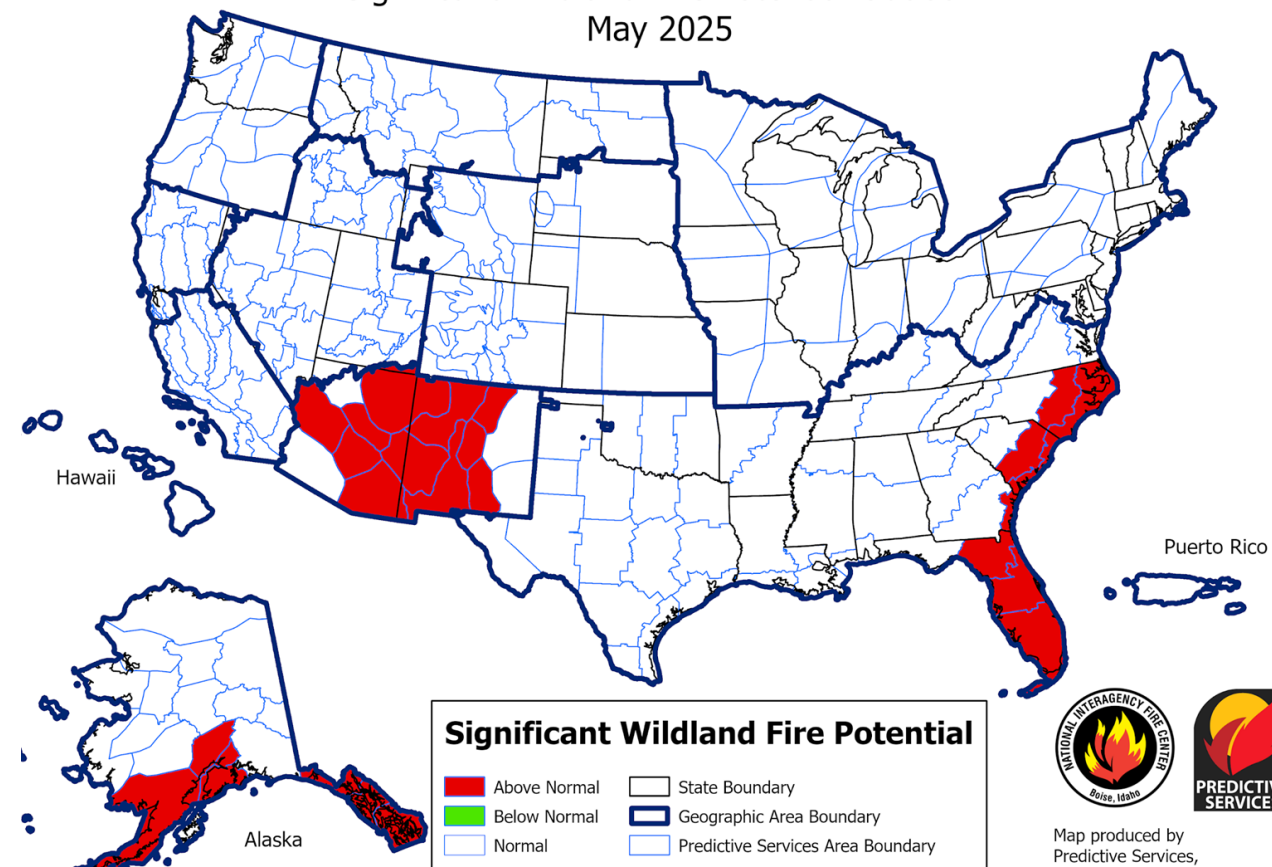 May 2025
Hawaii
Puerto Rico
Alaska
Significant Wildland Fire Potential
Above Normal
Below Normal
Normal
State Boundary
Geographic Area Boundary
Predictive Services Area Boundary
NATIONAL INTERAGENCY FIRE CENTER
Boise, Idaho
PREDICTIV
SERVICE
Map produced by
Predictive Services,